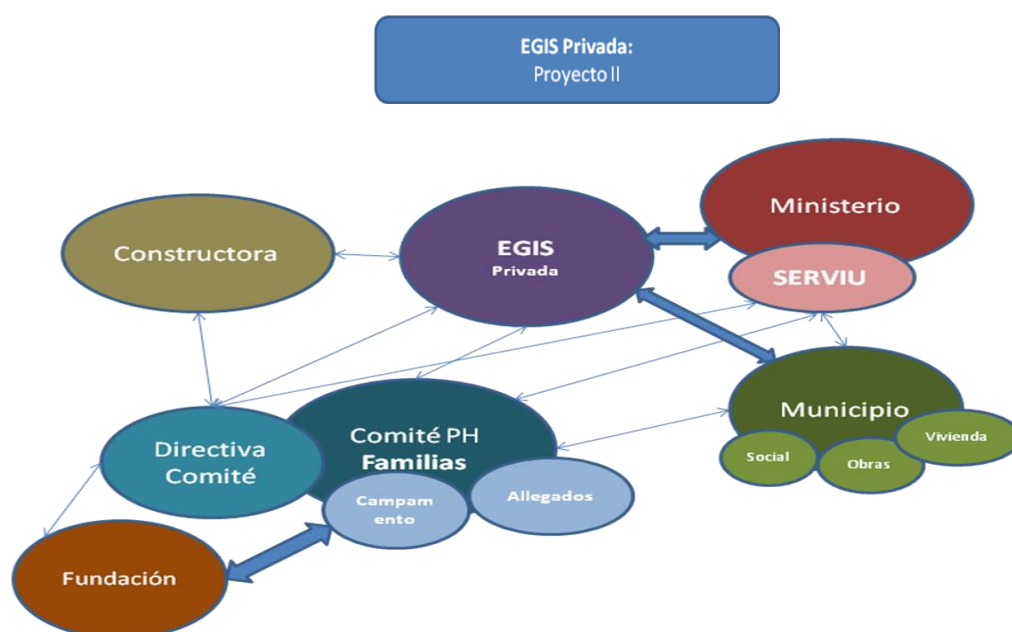 EGIS Privada:
Proyecto II
Ministerio
EGIS
Privada
Constructora
SERVIU
Municipio
Vivienda
Social
Obras
Comité PH
Familias
Directiva
Comité
Allegados
Campam
ento
Fundación